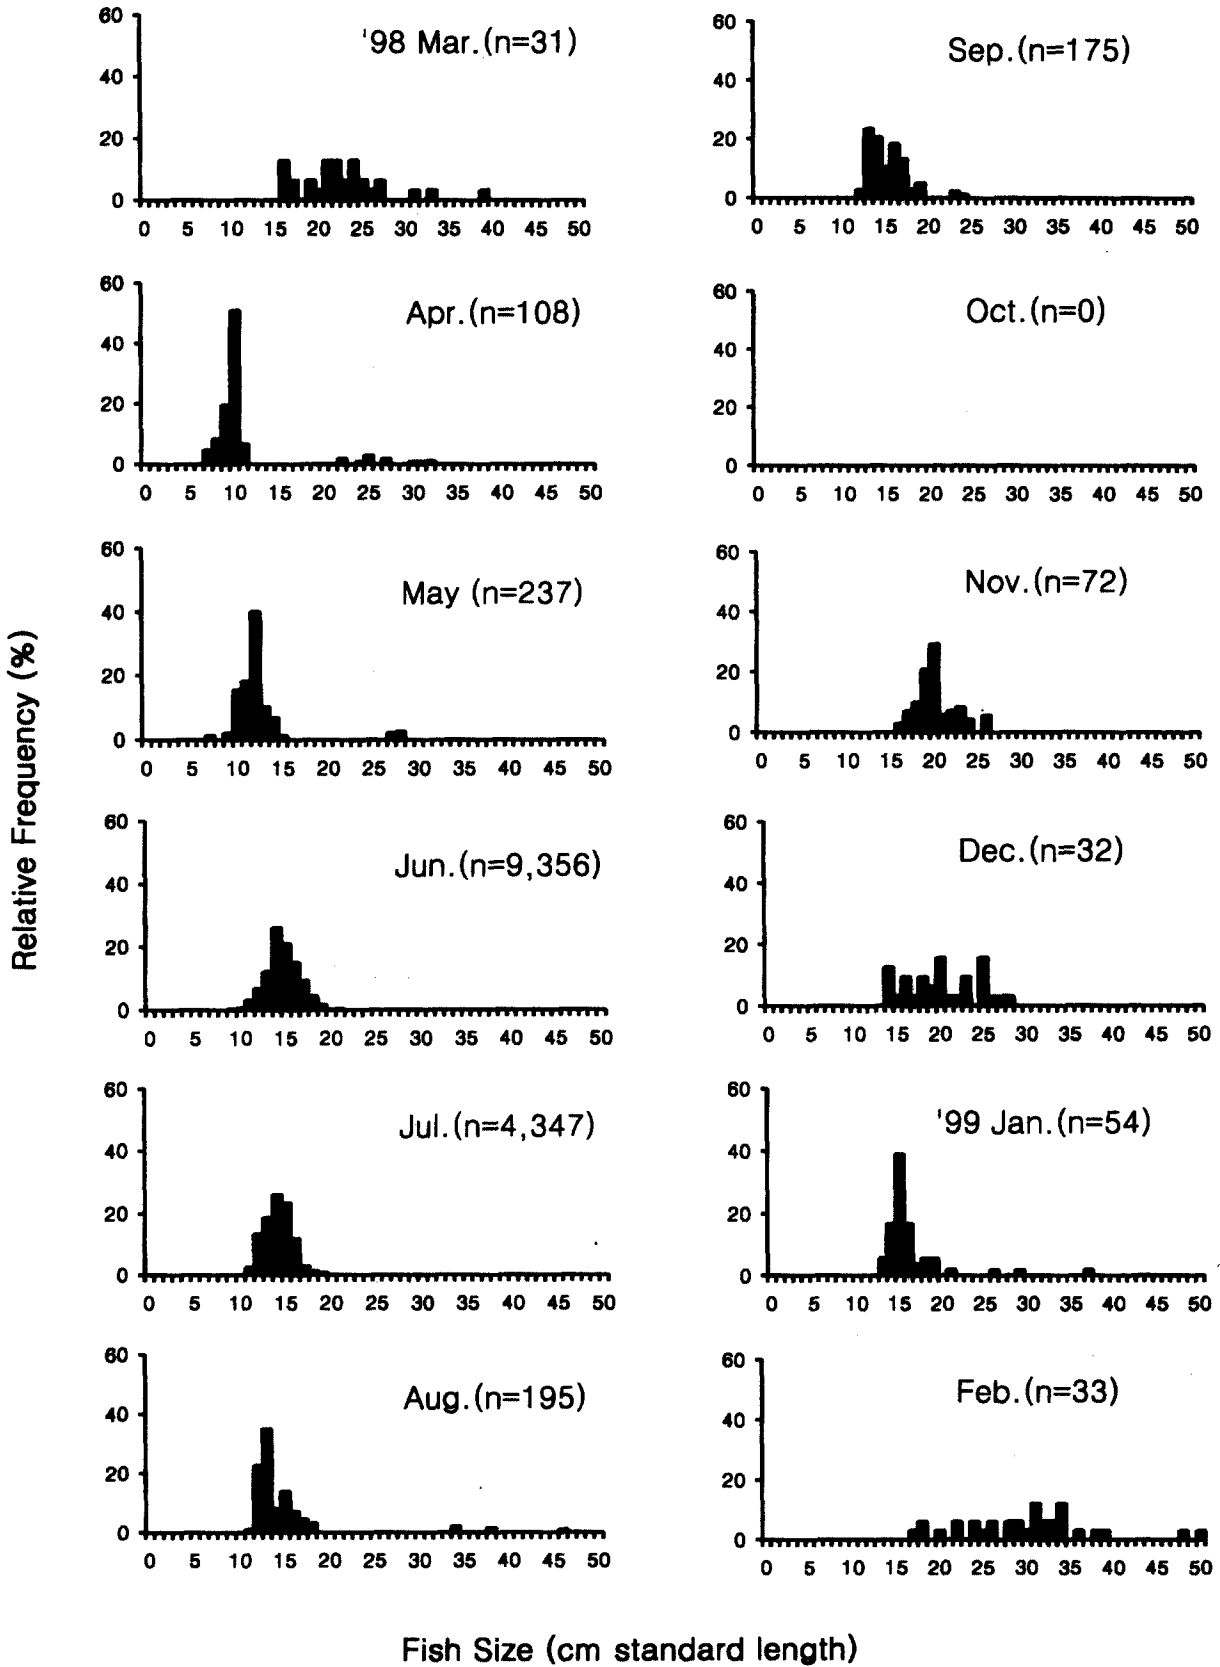 Relative Frequency (%)
'98 Mar.(n=31)
60
40
20
0
0 5 10 15 20 25 30 35 40 45 50
Apr.(n=108)
60
40
20
0
0 5 10 15 20 25 30 35 40 45 50
May (n=237)
60
40
20
0
0 5 10 15 20 25 30 35 40 45 50
Jun.(n=9,356)
60
40
20
0
0 5 10 15 20 25 30 35 40 45 50
Jul.(n=4,347)
60
40
20
0
0 5 10 15 20 25 30 35 40 45 50
Aug.(n=195)
60
40
20
0
0 5 10 15 20 25 30 35 40 45 50
Sep.(n=175)
60
40
20
0
0 5 10 15 20 25 30 35 40 45 50
Oct.(n=0)
60
40
20
0
0 5 10 15 20 25 30 35 40 45 50
Nov.(n=72)
60
40
20
0
0 5 10 15 20 25 30 35 40 45 50
Dec.(n=32)
60
40
20
0
0 5 10 15 20 25 30 35 40 45 50
'99 Jan.(n=54)
60
40
20
0
0 5 10 15 20 25 30 35 40 45 50
Feb.(n=33)
60
40
20
0
0 5 10 15 20 25 30 35 40 45 50
Fish Size (cm standard length)